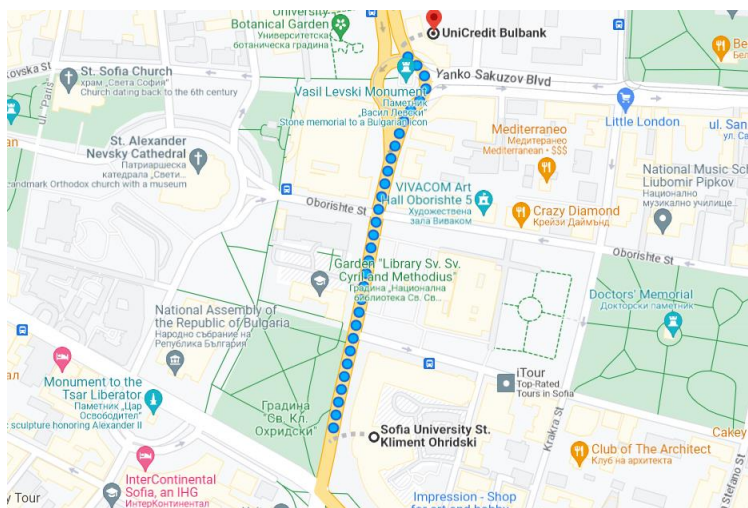 University
Botanical Garden
Университетска
ботаническа градина
UniCredit Bulbank
St. Sofia Church
храм „Света София"
Church dating back to the 6th century
ul. "Pariș
Yanko Sakuzov Blvd
Vasil Levski Monument
Паметник
„Васил Левски"
Stone memorial to a Bulgarian icon
Little London
ul. San
St. Alexander
Nevsky Cathedral
Патриаршеска
катедрала „Свети...
andmark Orthodox church with a museum
Mediterraneo
Медитеранео
Mediterranean • $$$
National Music Sch
Liubomir Pipkov
Национално
музикално училище...
VIVACOM Art
Hall Oborishte 5
Художествена
зала Виваком
Crazy Diamond
Крейзи Даймънд
Oborishte St
Oborishte St
Garden "Library Sv. Sv.
Cyril and Methodius"
Градина „Национална
библиотека Св. Св...
Doctors' Memorial
Докторски паметник
National Assembly of
the Republic of Bulgaria
Народно събрание на
Република България
iTour
Top-Rated
Tours in Sofia
Monument to the
Tsar Liberator
Паметник „Цар
Освободител"
sculpture honoring Alexander II
Градина
"Св. Кл.
Охридски"
Sofia University St.
Kliment Ohridski
Krakra St
Cakey
Club of The Architect
Клуб на архитекта
n Stefano St
InterContinental
Sofia, an IHG
ИнтерКонтинентал
y Tour
Impression - Shop